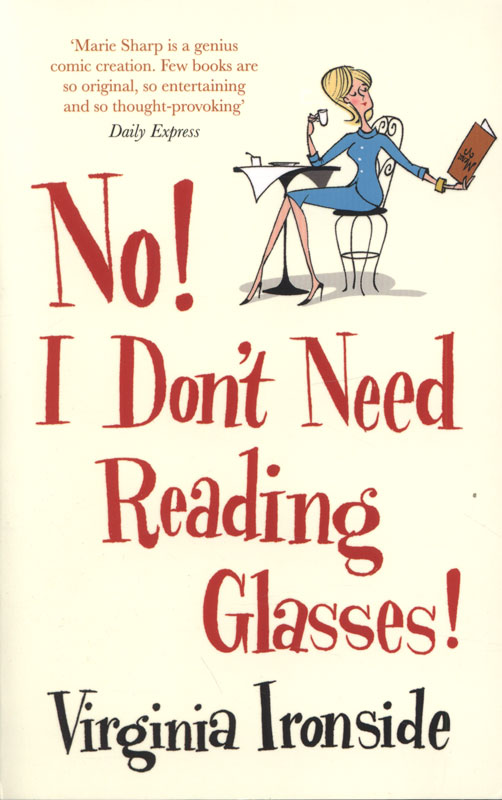 ‘Marie Sharp is a genius
comic creation. Few books are
so original, so entertaining
and so thought-provoking’
Daily Express
No!
I Don't Need
Reading
Glasses!
Virginia Ironside